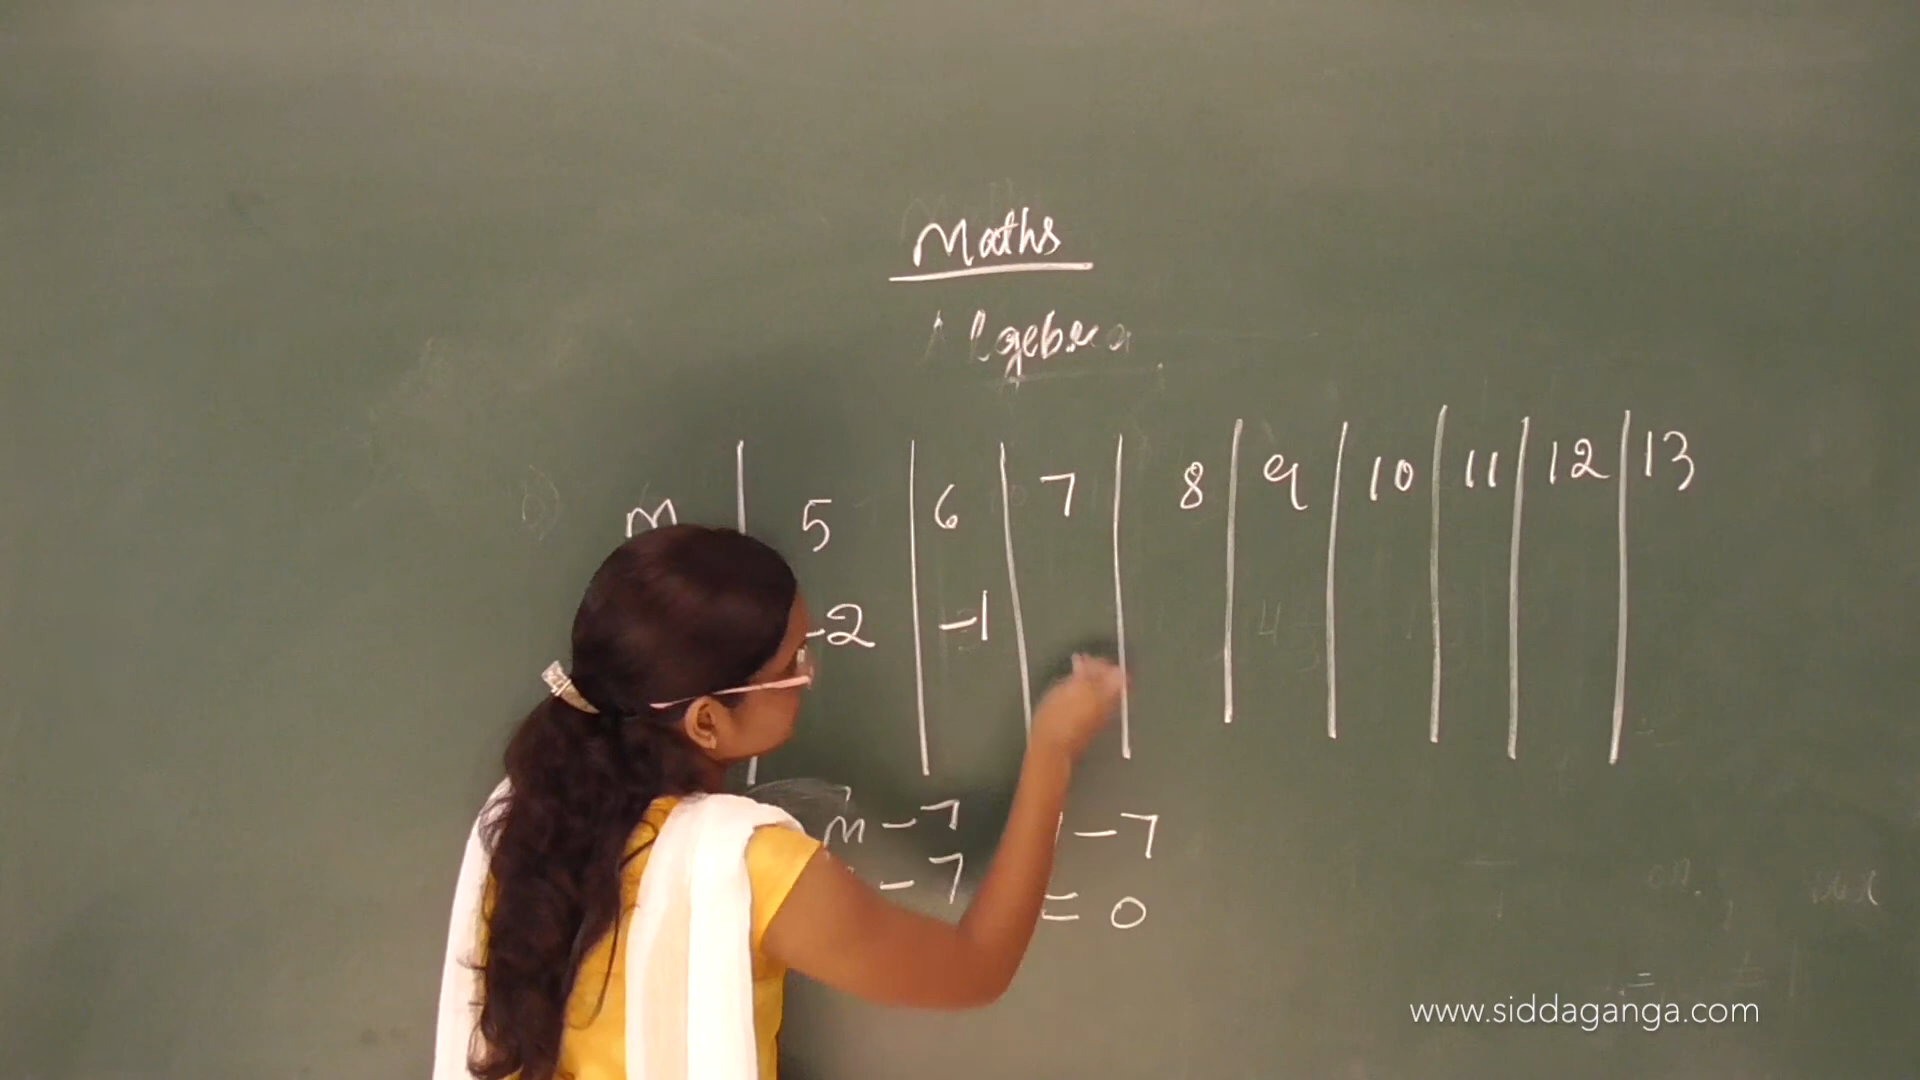 Maths
Algebra
m 5 6 7 8 9 10 11 12 13
-2 -1
m - 7 - 7
- 7 = 0
www.siddaganga.com